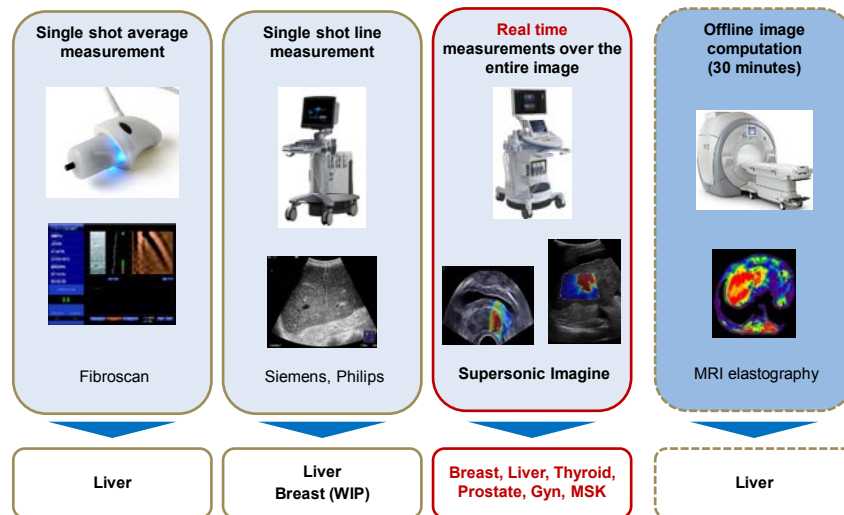 Single shot average
measurement
Fibroscan
Liver
Single shot line
measurement
Siemens, Philips
Liver
Breast (WIP)
Real time
measurements over the
entire image
Supersonic Imagine
Breast, Liver, Thyroid,
Prostate, Gyn, MSK
Offline image
computation
(30 minutes)
MRI elastography
Liver